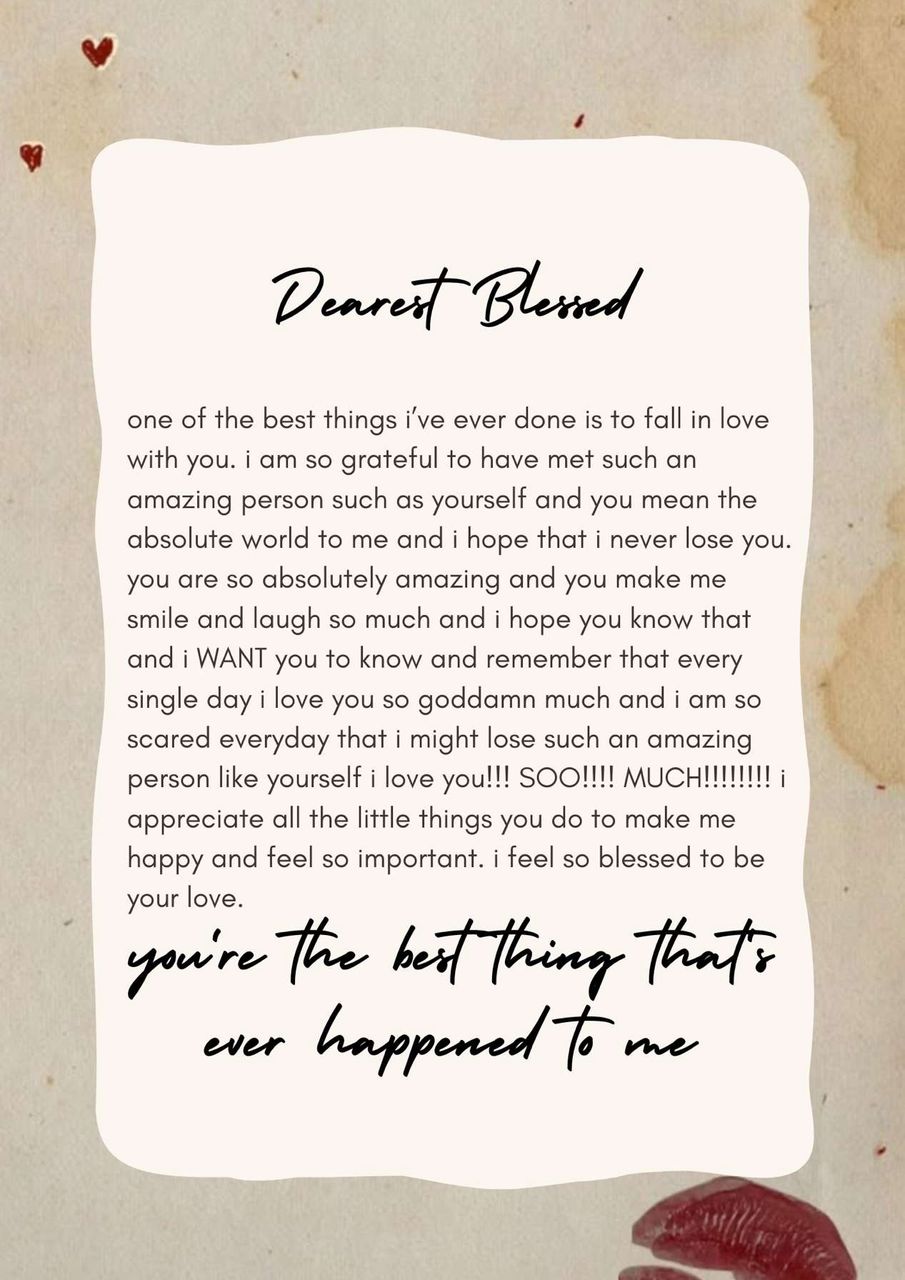 Dearest Blessed
one of the best things i've ever done is to fall in love
with you. i am so grateful to have met such an
amazing person such as yourself and you mean the
absolute world to me and i hope that i never lose you.
you are so absolutely amazing and you make me
smile and laugh so much and i hope you know that
and i WANT you to know and remember that every
single day i love you so goddamn much and i am so
scared everyday that i might lose such an amazing
person like yourself i love you!!! SOO!!!! MUCH!!!!!!!! i
appreciate all the little things you do to make me
happy and feel so important. i feel so blessed to be
your love.
you're the best thing that's
ever happened to me